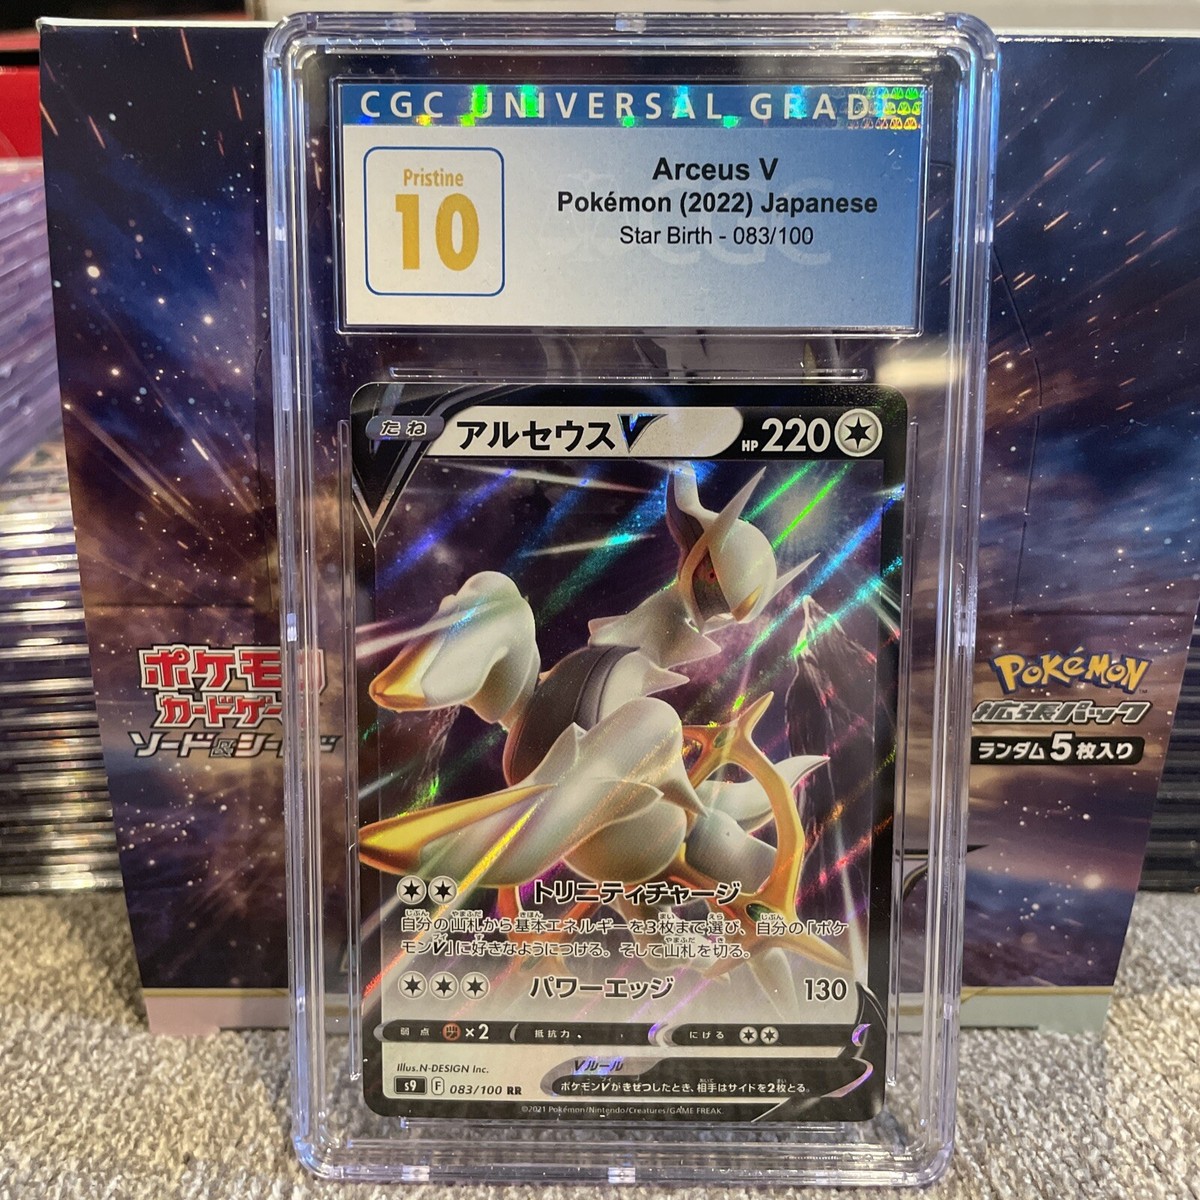 CGC UNIVERSAL GRADE
Pristine
10
Arceus V
Pokémon (2022) Japanese
Star Birth - 083/100
CGC
たね
アルセウスV
HP 220
トリニティチャージ
自分の山札から基本エネルギーを3枚まで選び、自分の「ポケ
モンV」に好きなようにつける。そして山札を切る。
パワーエッジ 130
弱点 ×2 抵抗力 にげる
Illus. N-DESIGN Inc.
s9 F 083/100 RR
Vルール
ポケモンVがきぜつしたとき、相手はサイドを2枚とる。
©2021 Pokémon/Nintendo/Creatures/GAME FREAK.
ポケモン
カードゲー
ソード&シールド
POKéMON
拡張パック
ランダム5枚入り